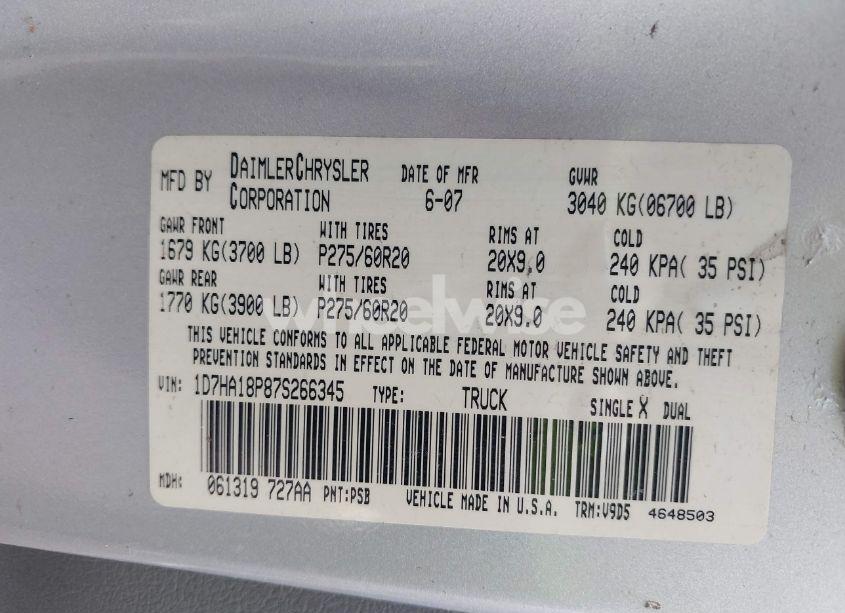 MFD BY DAIMLERCHRYSLER CORPORATION DATE OF MFR 6-07 GVWR 3040 KG(06700 LB)
GAWR FRONT WITH TIRES RIMS AT COLD
1679 KG(3700 LB) P275/60R20 20X9.0 240 KPA( 35 PSI)
GAWR REAR WITH TIRES RIMS AT COLD
1770 KG(3900 LB) P275/60R20 20X9.0 240 KPA( 35 PSI)
wheelwise
THIS VEHICLE CONFORMS TO ALL APPLICABLE FEDERAL MOTOR VEHICLE SAFETY AND THEFT
PREVENTION STANDARDS IN EFFECT ON THE DATE OF MANUFACTURE SHOWN ABOVE.
VIN: 1D7HA18P87S266345 TYPE: TRUCK SINGLE X DUAL
MDH: 061319 727AA PNT:PSB VEHICLE MADE IN U.S.A. TRM:V9D5 4648503